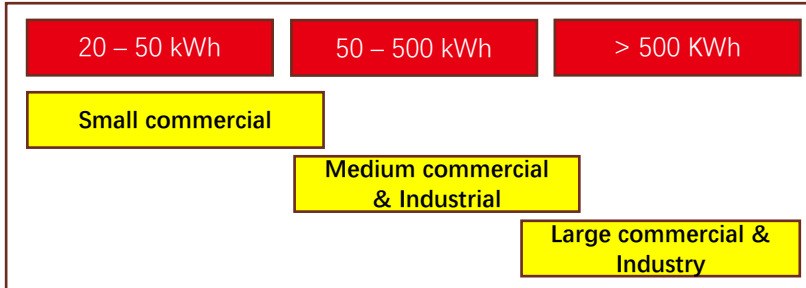 20 – 50 kWh
50 – 500 kWh
> 500 KWh
Small commercial
Medium commercial
& Industrial
Large commercial &
Industry